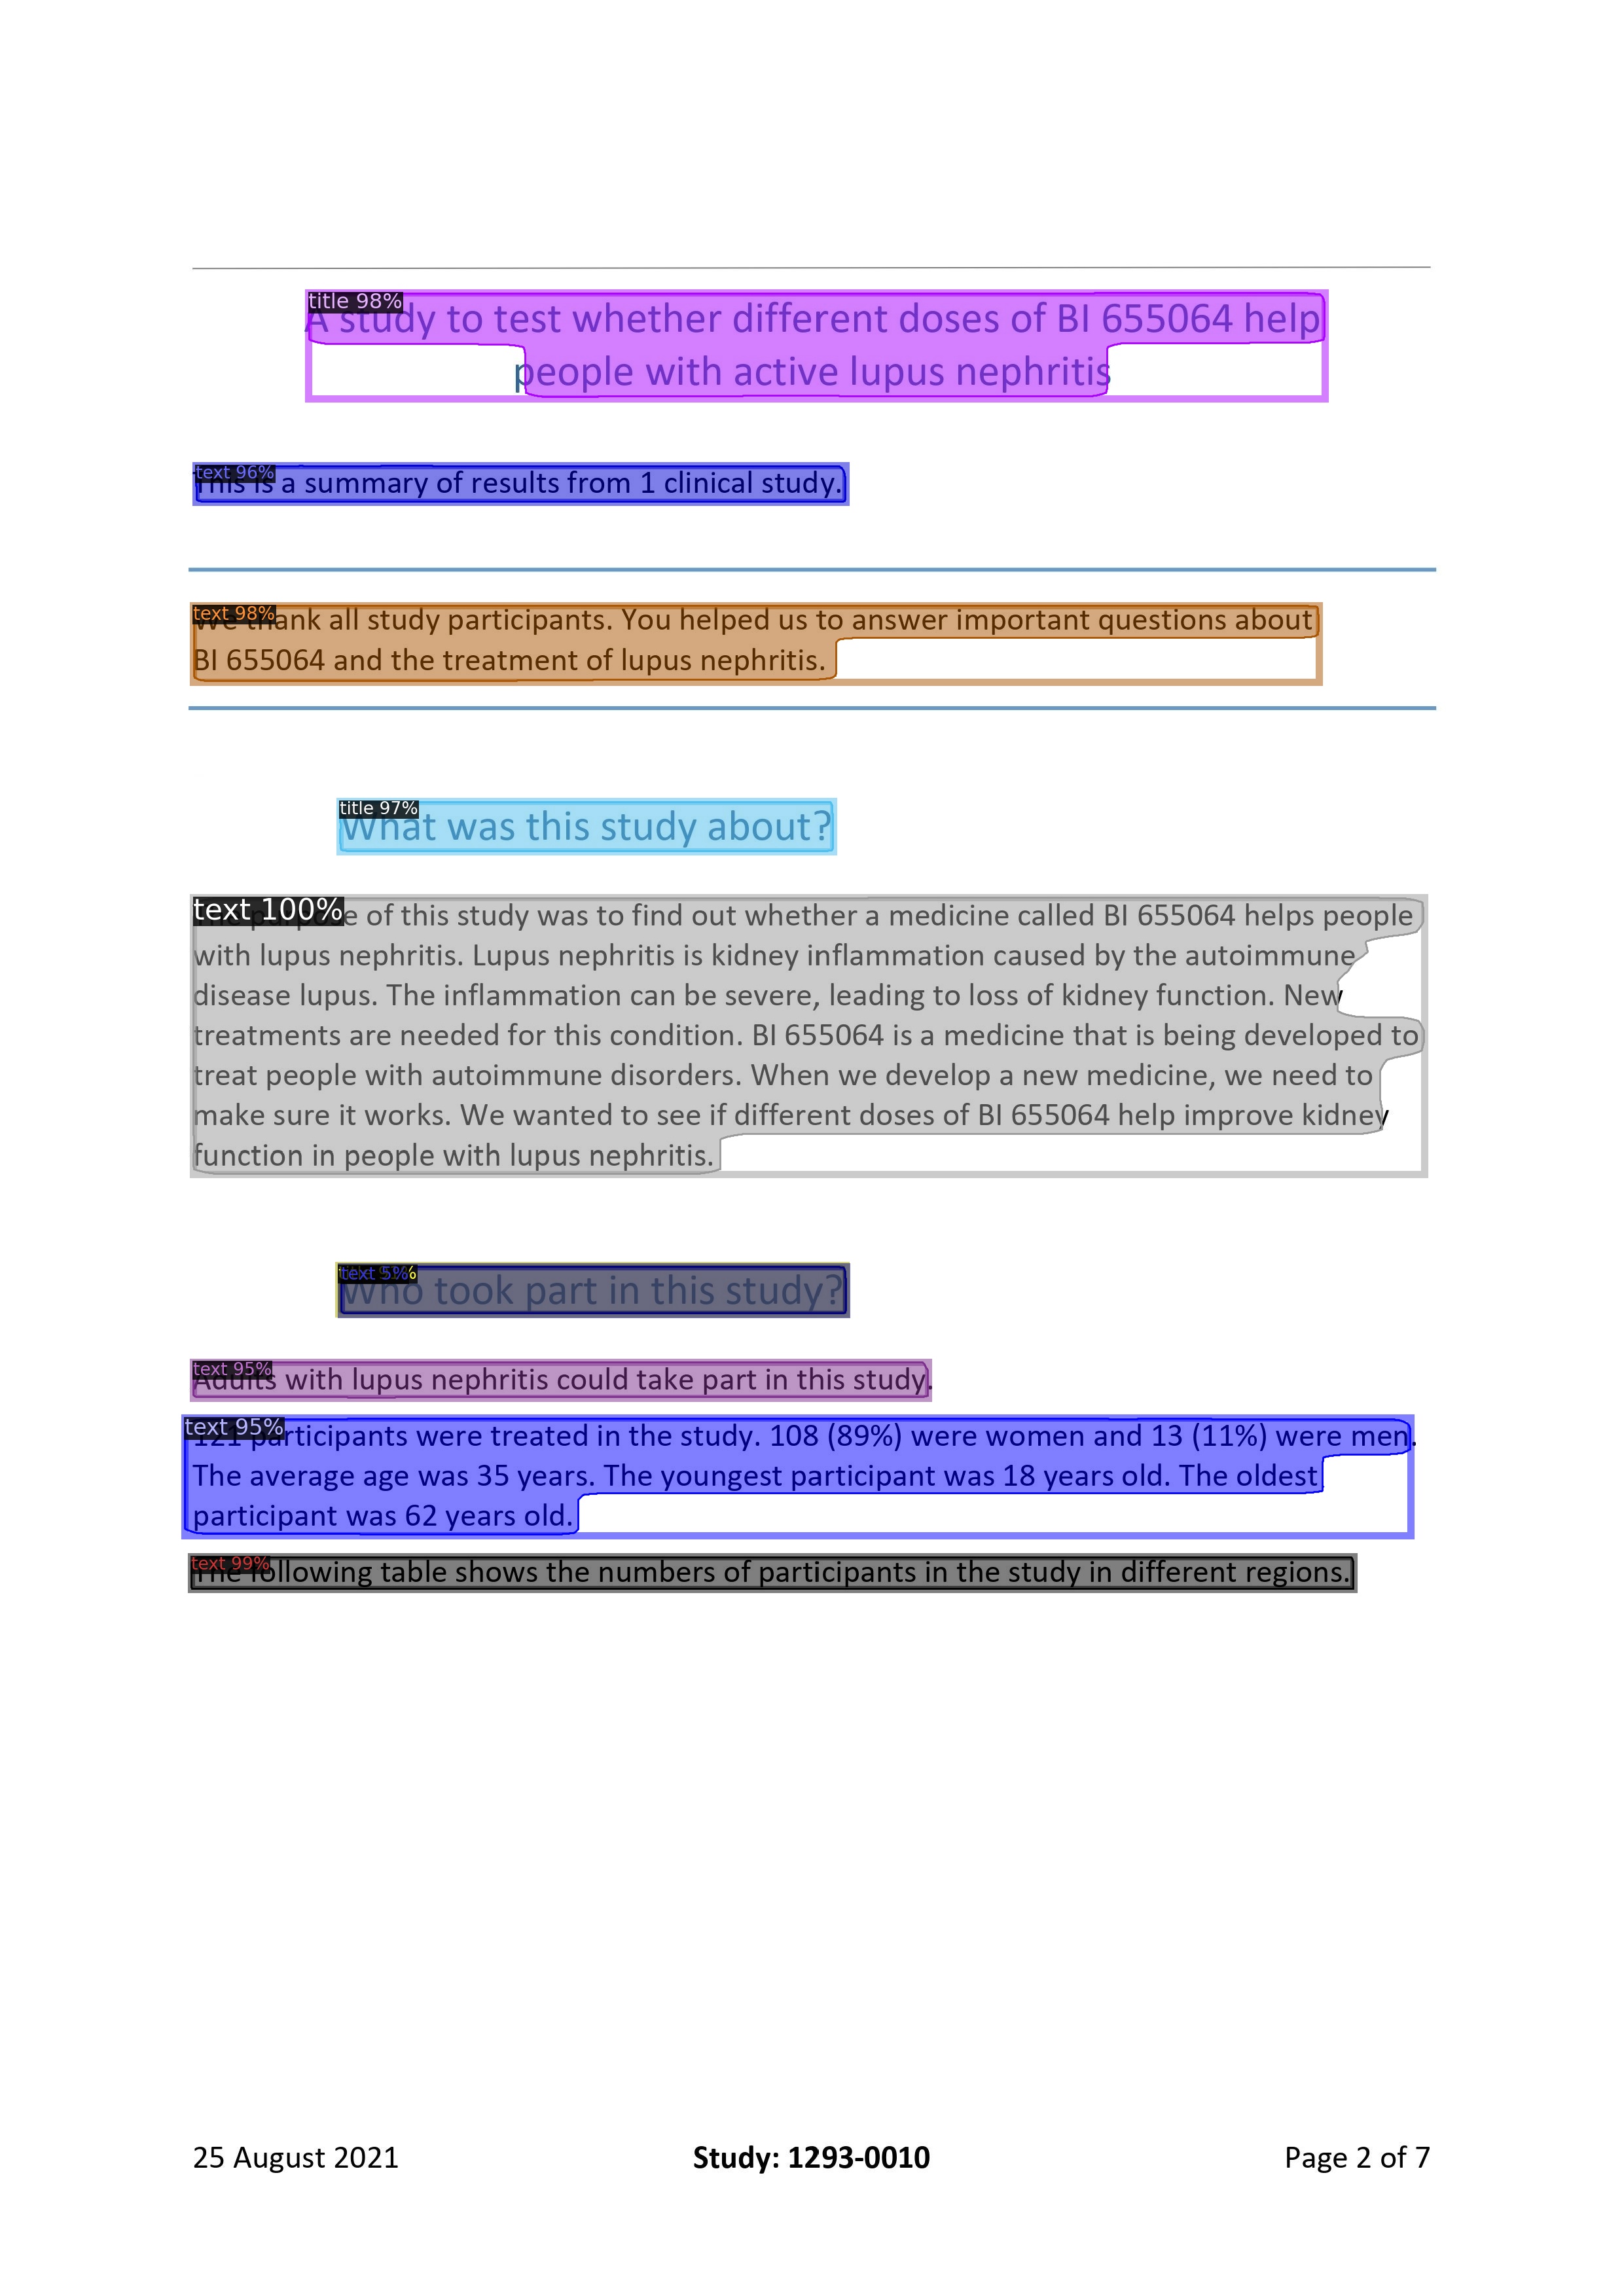 title 98%
A study to test whether different doses of BI 655064 help
people with active lupus nephritis
text 96%
This is a summary of results from 1 clinical study.
text 98%
We thank all study participants. You helped us to answer important questions about
BI 655064 and the treatment of lupus nephritis.
title 97%
What was this study about?
text 100%
The purpose of this study was to find out whether a medicine called BI 655064 helps people
with lupus nephritis. Lupus nephritis is kidney inflammation caused by the autoimmune
disease lupus. The inflammation can be severe, leading to loss of kidney function. New
treatments are needed for this condition. BI 655064 is a medicine that is being developed to
treat people with autoimmune disorders. When we develop a new medicine, we need to
make sure it works. We wanted to see if different doses of BI 655064 help improve kidney
function in people with lupus nephritis.
text 5%
Who took part in this study?
text 95%
Adults with lupus nephritis could take part in this study.
text 95%
121 participants were treated in the study. 108 (89%) were women and 13 (11%) were men.
The average age was 35 years. The youngest participant was 18 years old. The oldest
participant was 62 years old.
text 99%
The following table shows the numbers of participants in the study in different regions.
25 August 2021 Study: 1293-0010 Page 2 of 7